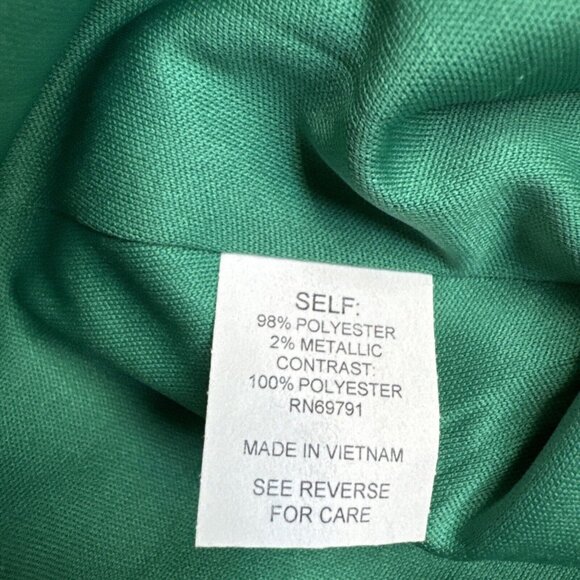 SELF:
98% POLYESTER
2% METALLIC
CONTRAST:
100% POLYESTER
RN69791
MADE IN VIETNAM
SEE REVERSE
FOR CARE